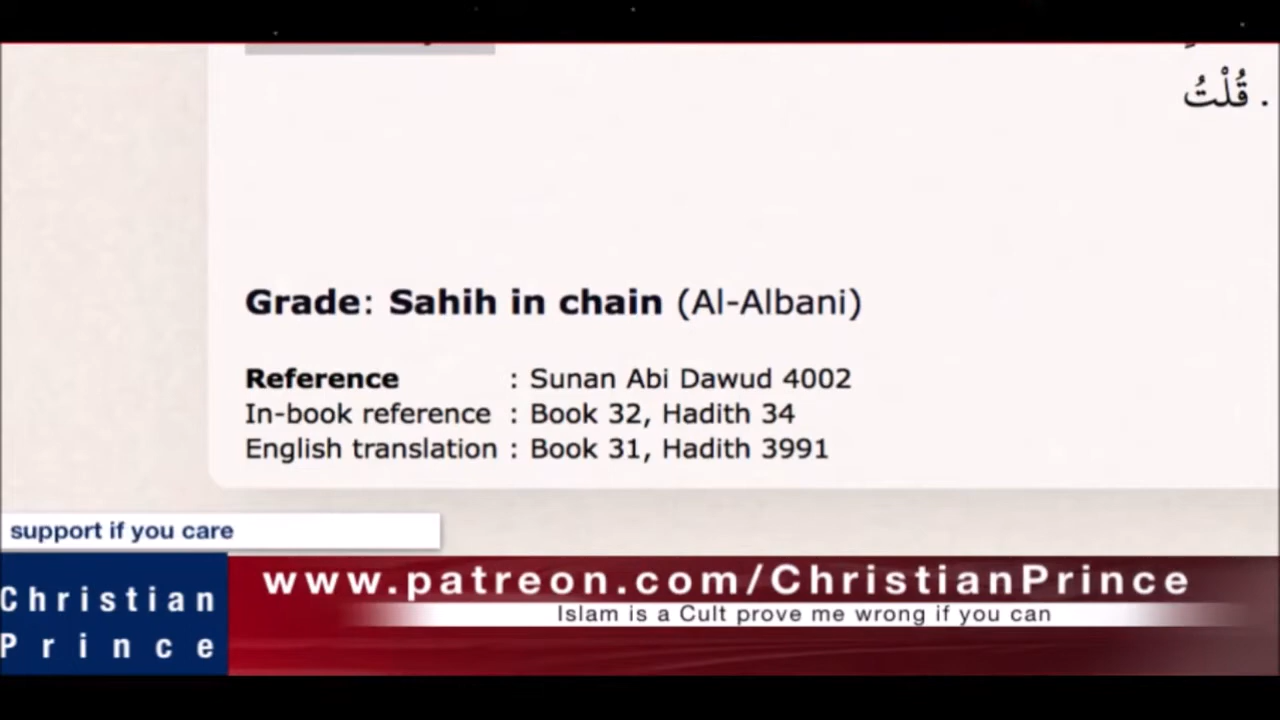 . قُلْتُ
Grade: Sahih in chain (Al-Albani)
Reference : Sunan Abi Dawud 4002
In-book reference : Book 32, Hadith 34
English translation : Book 31, Hadith 3991
support if you care
Christian
Prince
www.patreon.com/ChristianPrince
Islam is a Cult prove me wrong if you can